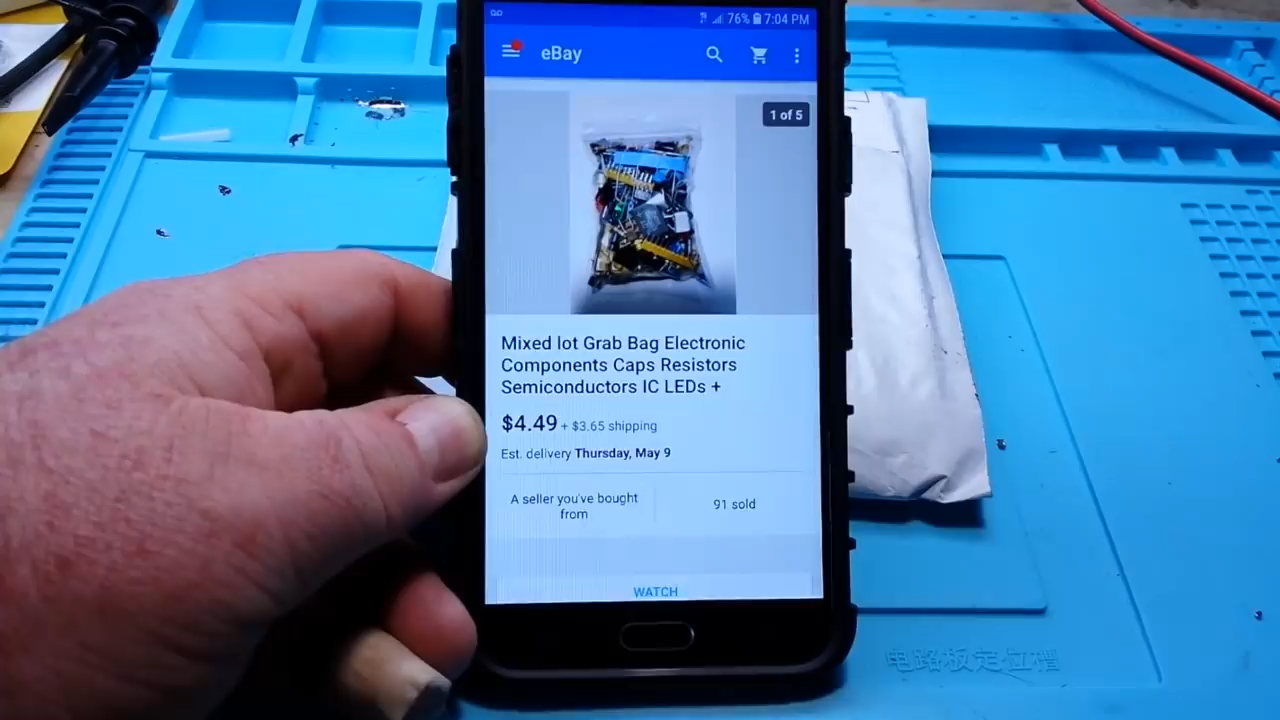 76% 7:04 PM
eBay
1 of 5
Mixed lot Grab Bag Electronic
Components Caps Resistors
Semiconductors IC LEDs +
$4.49 + $3.65 shipping
Est. delivery Thursday, May 9
A seller you've bought
from
91 sold
WATCH
电路板定位槽